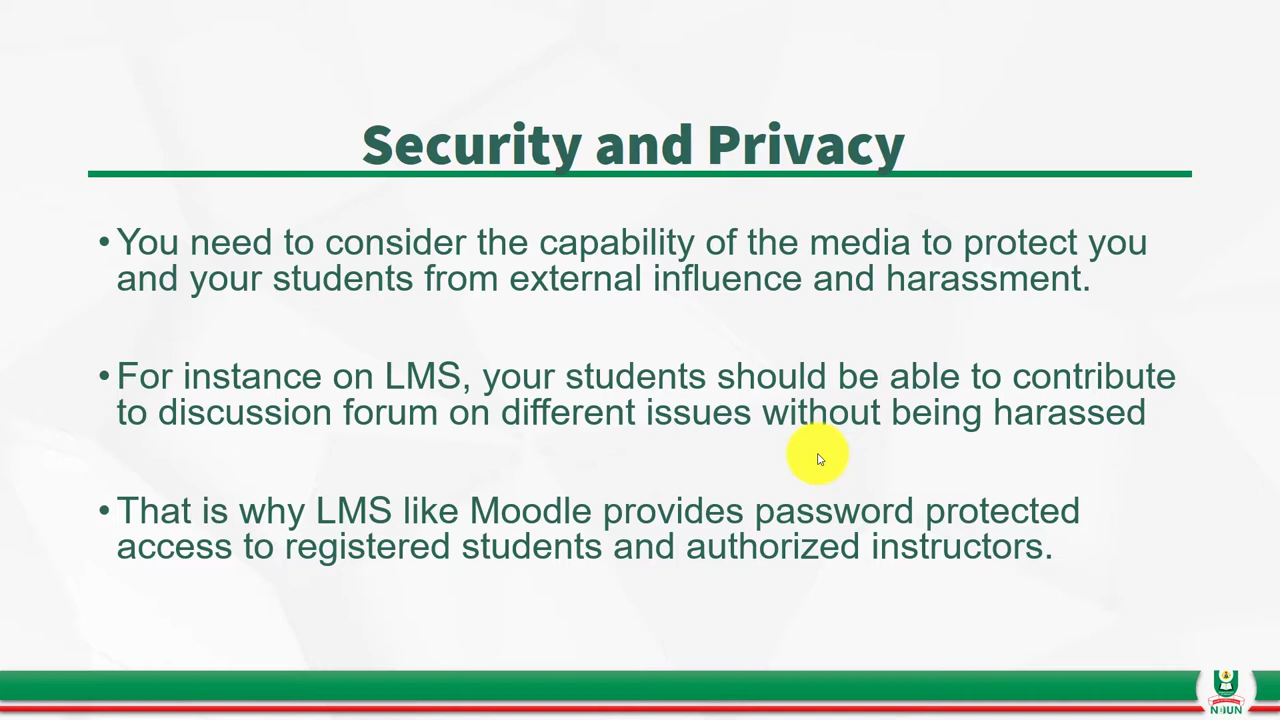 Security and Privacy
•You need to consider the capability of the media to protect you
and your students from external influence and harassment.
•For instance on LMS, your students should be able to contribute
to discussion forum on different issues without being harassed
•That is why LMS like Moodle provides password protected
access to registered students and authorized instructors.
NOUN